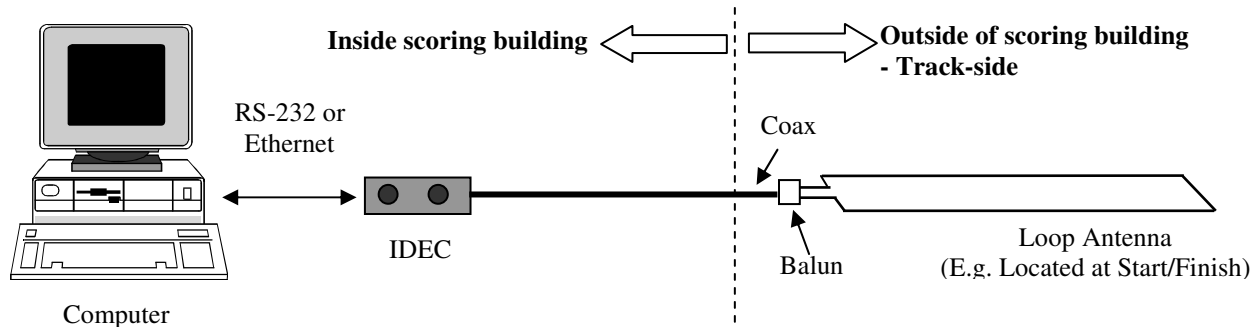 Inside scoring building
Outside of scoring building
- Track-side
RS-232 or
Ethernet
Coax
IDEC
Balun
Loop Antenna
(E.g. Located at Start/Finish)
Computer